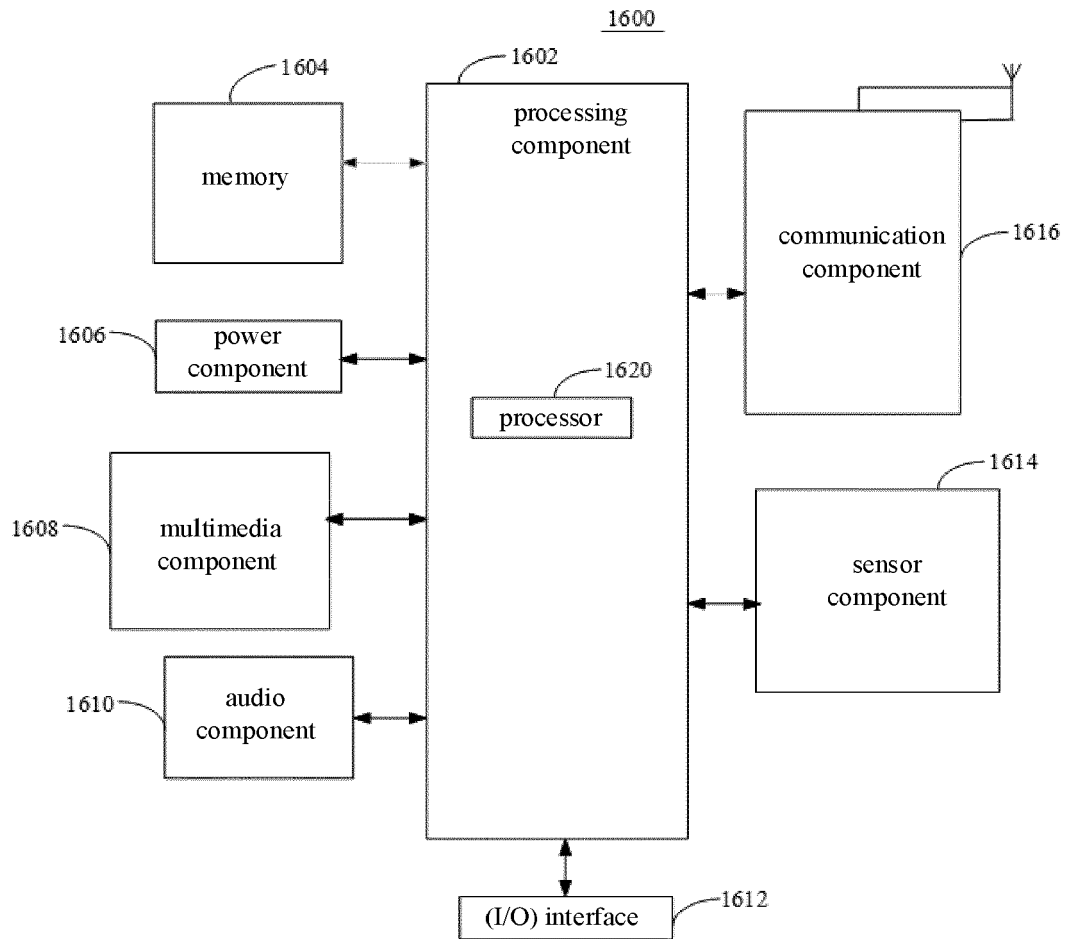 1600
1604
1602
processing
component
memory
communication
component
1616
1606
power
component
1620
processor
1614
1608
multimedia
component
sensor
component
1610
audio
component
(I/O) interface
1612